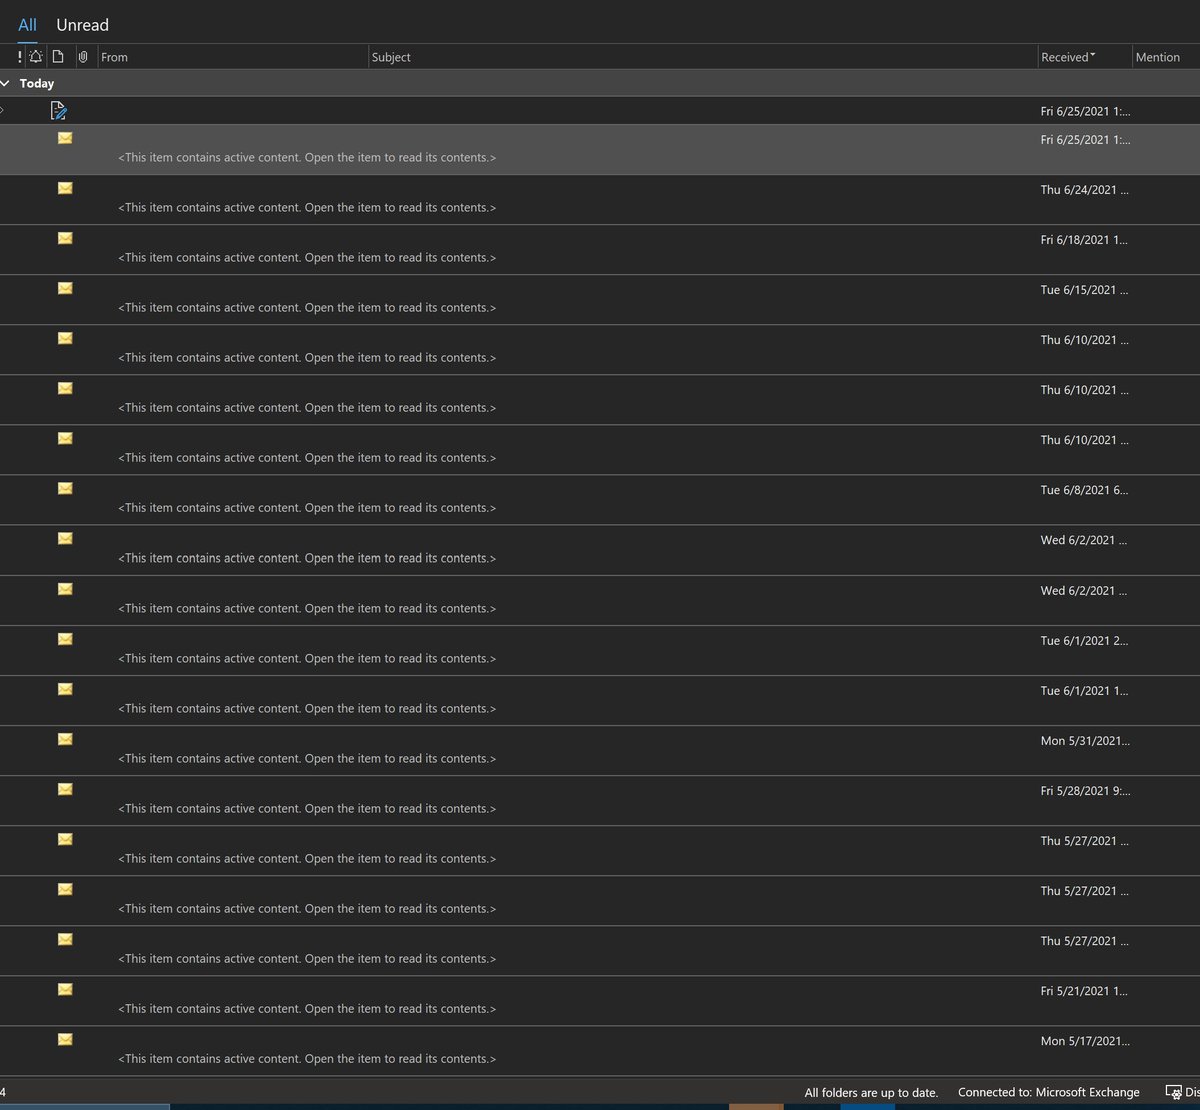 All Unread
! From Subject Received Mention
Today
Fri 6/25/2021 1:...
Fri 6/25/2021 1:...
<This item contains active content. Open the item to read its contents.>
Thu 6/24/2021 ...
<This item contains active content. Open the item to read its contents.>
Fri 6/18/2021 1...
<This item contains active content. Open the item to read its contents.>
Tue 6/15/2021 ...
<This item contains active content. Open the item to read its contents.>
Thu 6/10/2021 ...
<This item contains active content. Open the item to read its contents.>
Thu 6/10/2021 ...
<This item contains active content. Open the item to read its contents.>
Thu 6/10/2021 ...
<This item contains active content. Open the item to read its contents.>
Tue 6/8/2021 6...
<This item contains active content. Open the item to read its contents.>
Wed 6/2/2021 ...
<This item contains active content. Open the item to read its contents.>
Wed 6/2/2021 ...
<This item contains active content. Open the item to read its contents.>
Tue 6/1/2021 2...
<This item contains active content. Open the item to read its contents.>
Tue 6/1/2021 1...
<This item contains active content. Open the item to read its contents.>
Mon 5/31/2021...
<This item contains active content. Open the item to read its contents.>
Fri 5/28/2021 9:...
<This item contains active content. Open the item to read its contents.>
Thu 5/27/2021 ...
<This item contains active content. Open the item to read its contents.>
Thu 5/27/2021 ...
<This item contains active content. Open the item to read its contents.>
Thu 5/27/2021 ...
<This item contains active content. Open the item to read its contents.>
Fri 5/21/2021 1...
<This item contains active content. Open the item to read its contents.>
Mon 5/17/2021...
<This item contains active content. Open the item to read its contents.>
4 All folders are up to date. Connected to: Microsoft Exchange Dis